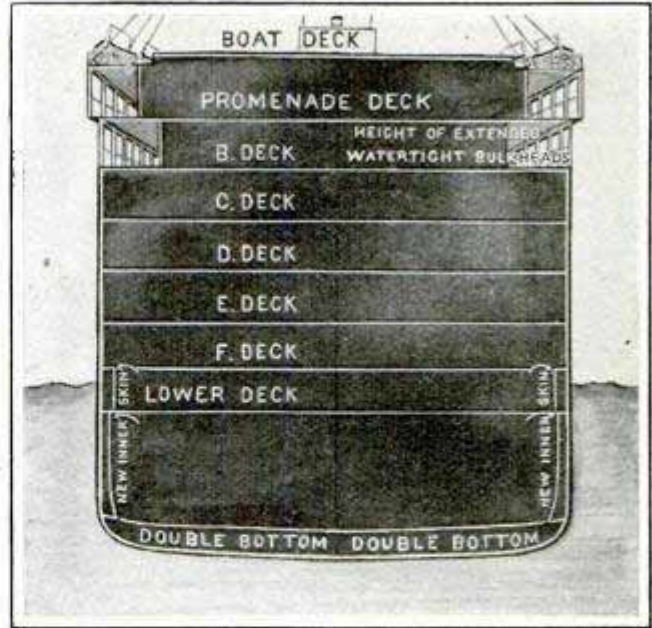 BOAT DECK
PROMENADE DECK
HEIGHT OF EXTENDED
B. DECK WATERTIGHT BULKHEADS
C. DECK
D. DECK
E. DECK
F. DECK
LOWER DECK
NEW INNER SKIN
NEW INNER SKIN
DOUBLE BOTTOM DOUBLE BOTTOM